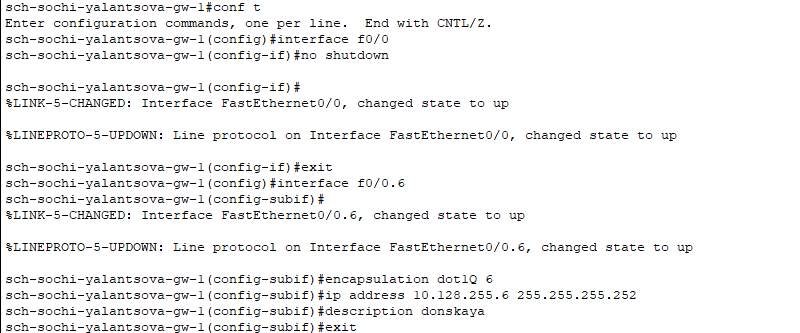 sch-sochi-yalantsova-gw-1#conf t
Enter configuration commands, one per line.  End with CNTL/Z.
sch-sochi-yalantsova-gw-1(config)#interface f0/0
sch-sochi-yalantsova-gw-1(config-if)#no shutdown
sch-sochi-yalantsova-gw-1(config-if)#
%LINK-5-CHANGED: Interface FastEthernet0/0, changed state to up
%LINEPROTO-5-UPDOWN: Line protocol on Interface FastEthernet0/0, changed state to up
sch-sochi-yalantsova-gw-1(config-if)#exit
sch-sochi-yalantsova-gw-1(config)#interface f0/0.6
sch-sochi-yalantsova-gw-1(config-subif)#
%LINK-5-CHANGED: Interface FastEthernet0/0.6, changed state to up
%LINEPROTO-5-UPDOWN: Line protocol on Interface FastEthernet0/0.6, changed state to up
sch-sochi-yalantsova-gw-1(config-subif)#encapsulation dot1Q 6
sch-sochi-yalantsova-gw-1(config-subif)#ip address 10.128.255.6 255.255.255.252
sch-sochi-yalantsova-gw-1(config-subif)#description donskaya
sch-sochi-yalantsova-gw-1(config-subif)#exit